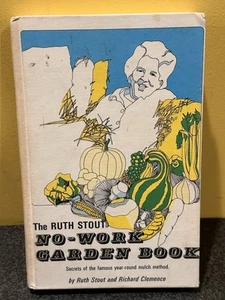 The RUTH STOUT
NO-WORK
GARDEN BOOK
Secrets of the famous year-round mulch method.
by Ruth Stout and Richard Clemence